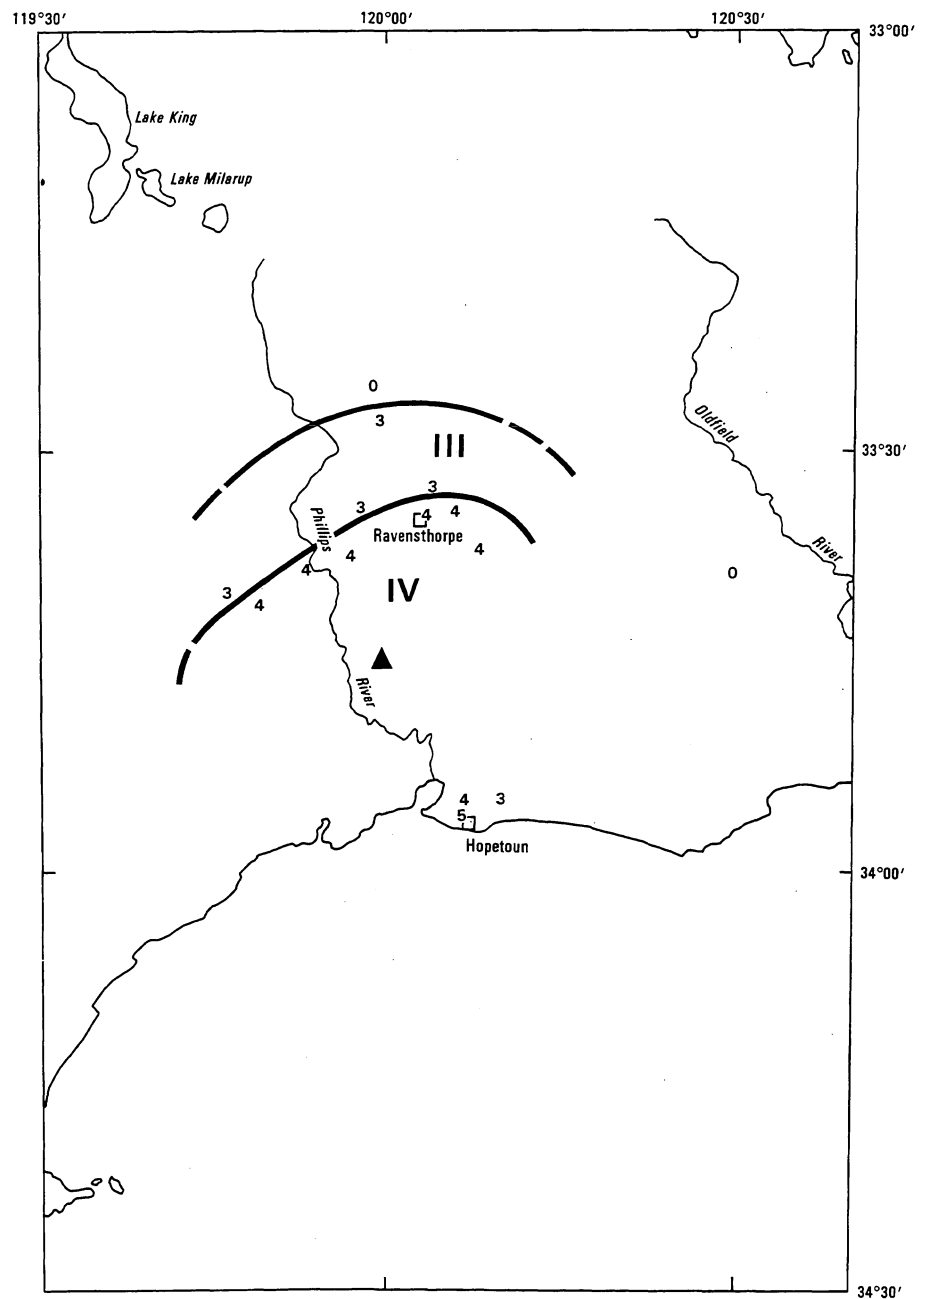 119°30′ 120°00′ 120°30′
33°00′
Lake King
Lake Milarup
0
3
III
Oldfield
33°30′
3
3
4
4
Phillips
Ravensthorpe
River
4
4
4
0
3
4
IV
River
4
3
5
Hopetoun
34°00′
34°30′